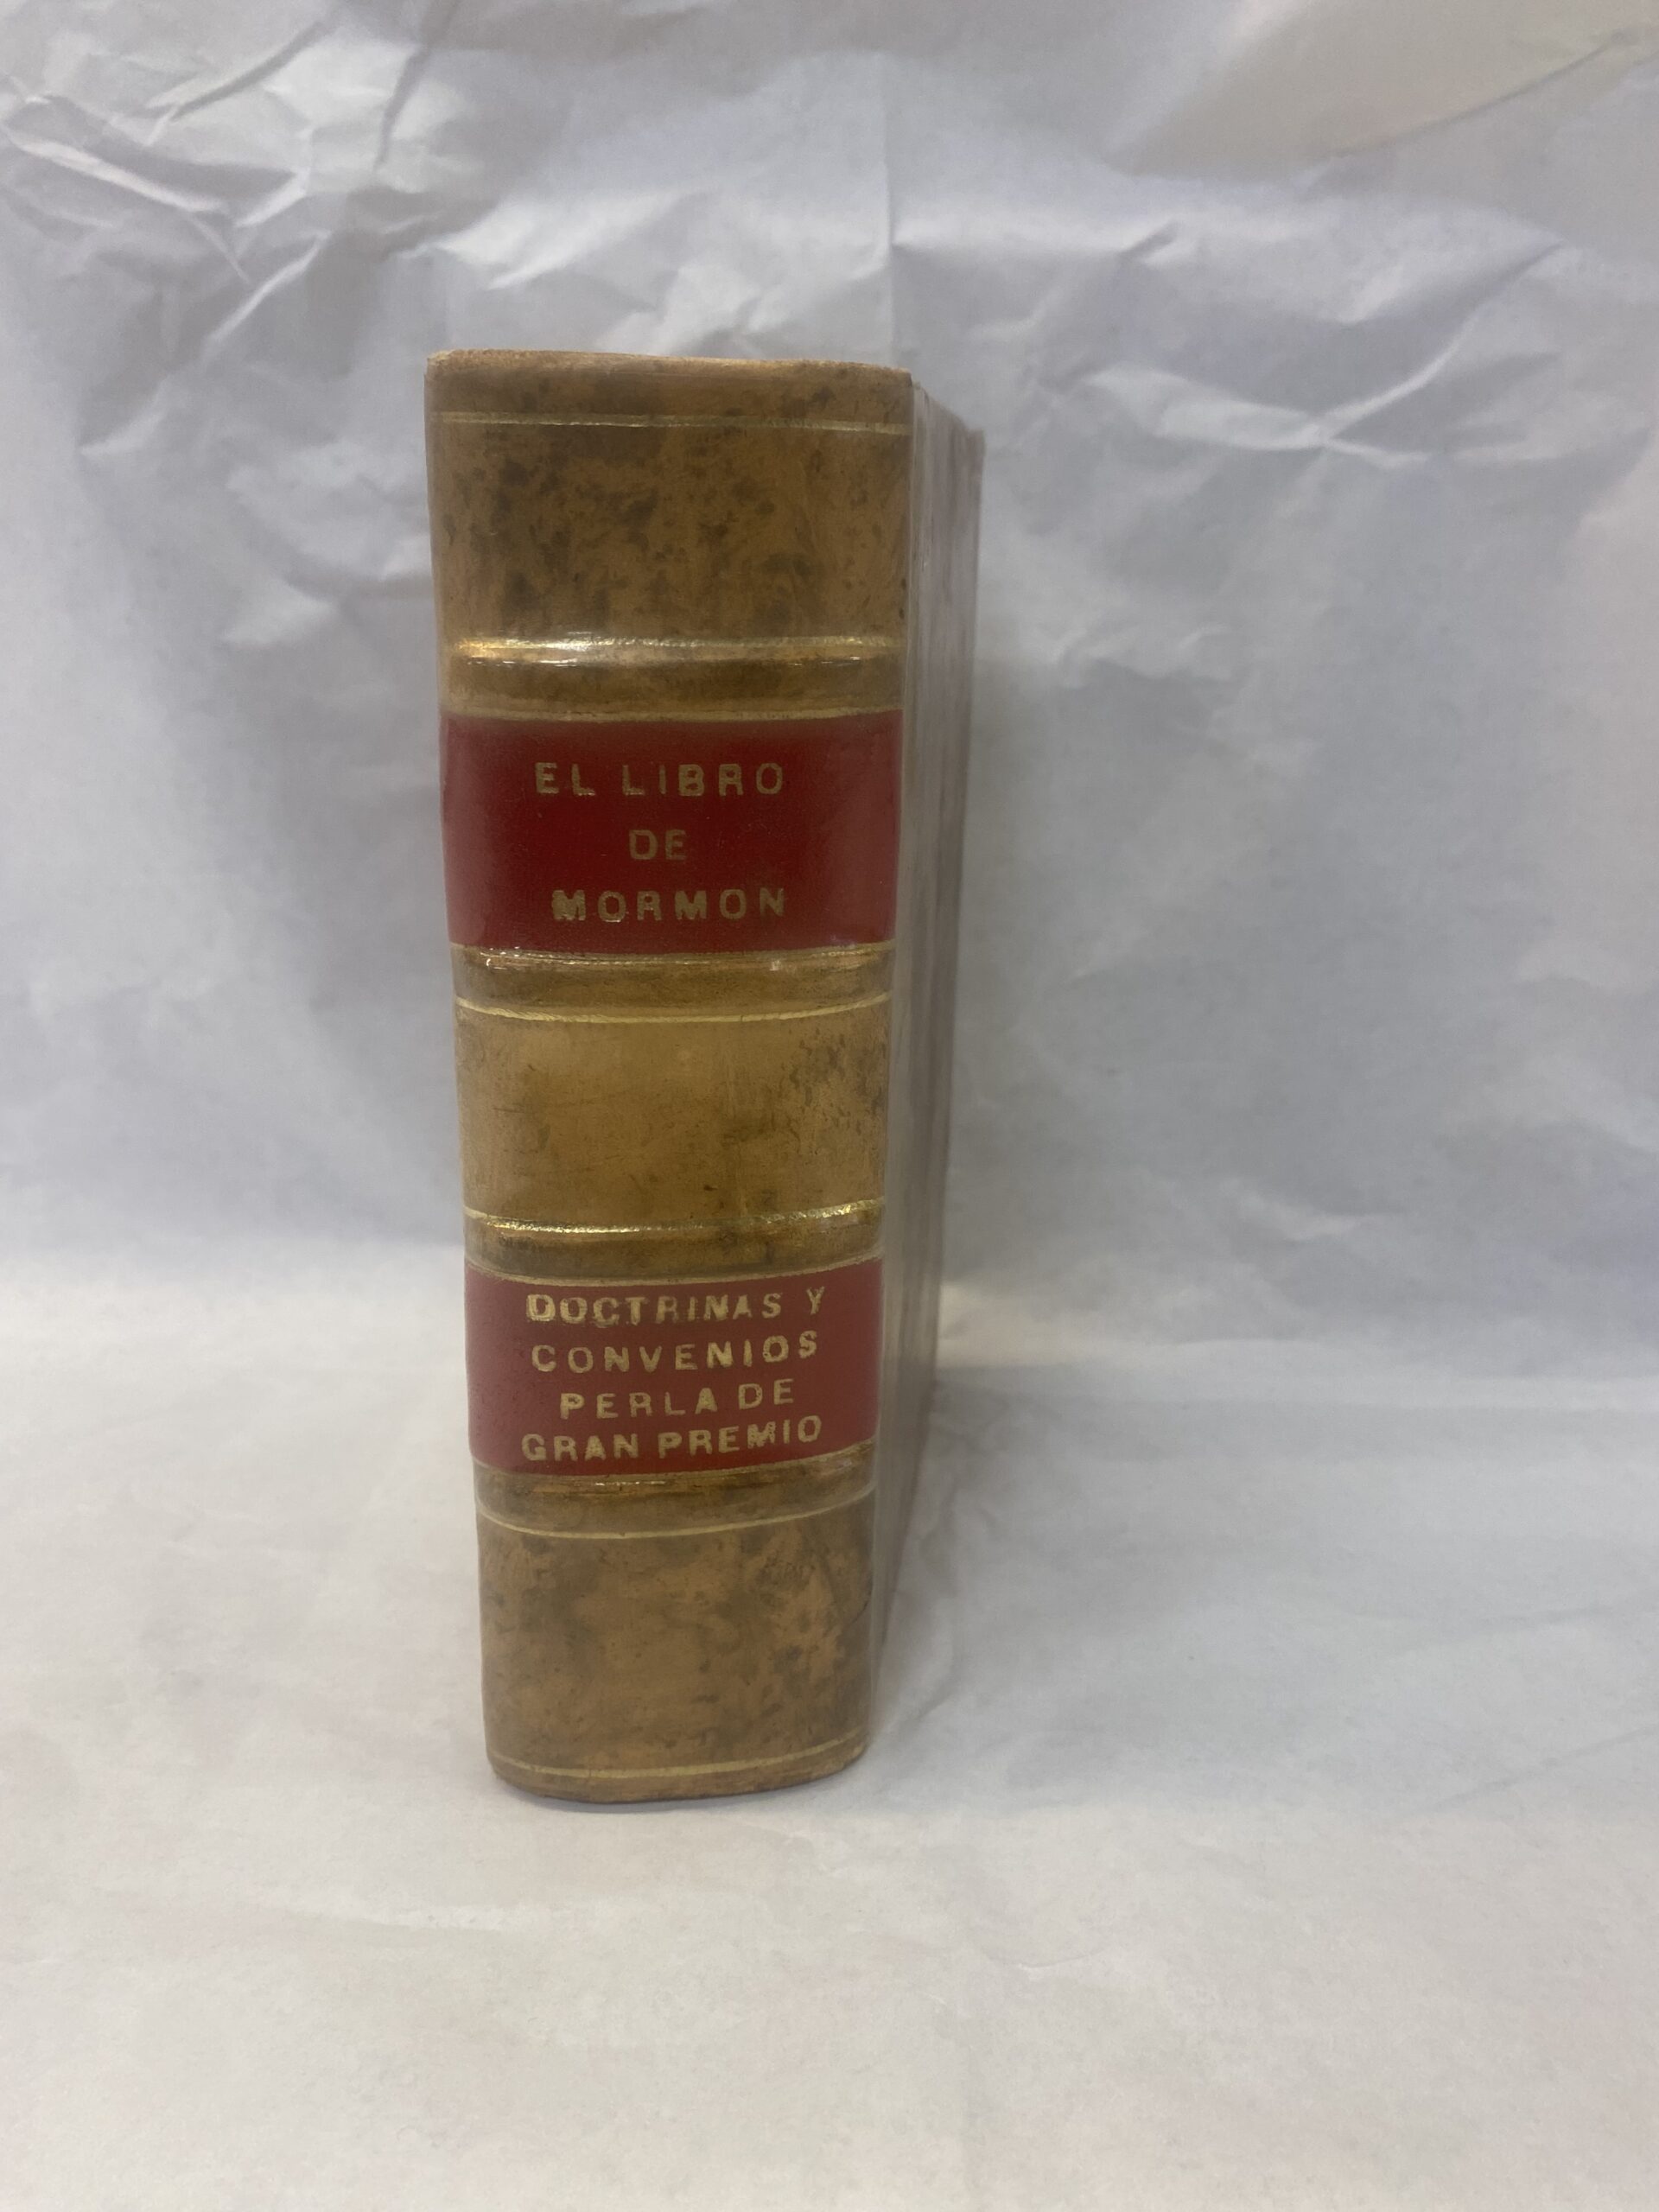 EL LIBRO
DE
MORMON
DOCTRINAS Y
CONVENIOS
PERLA DE
GRAN PREMIO